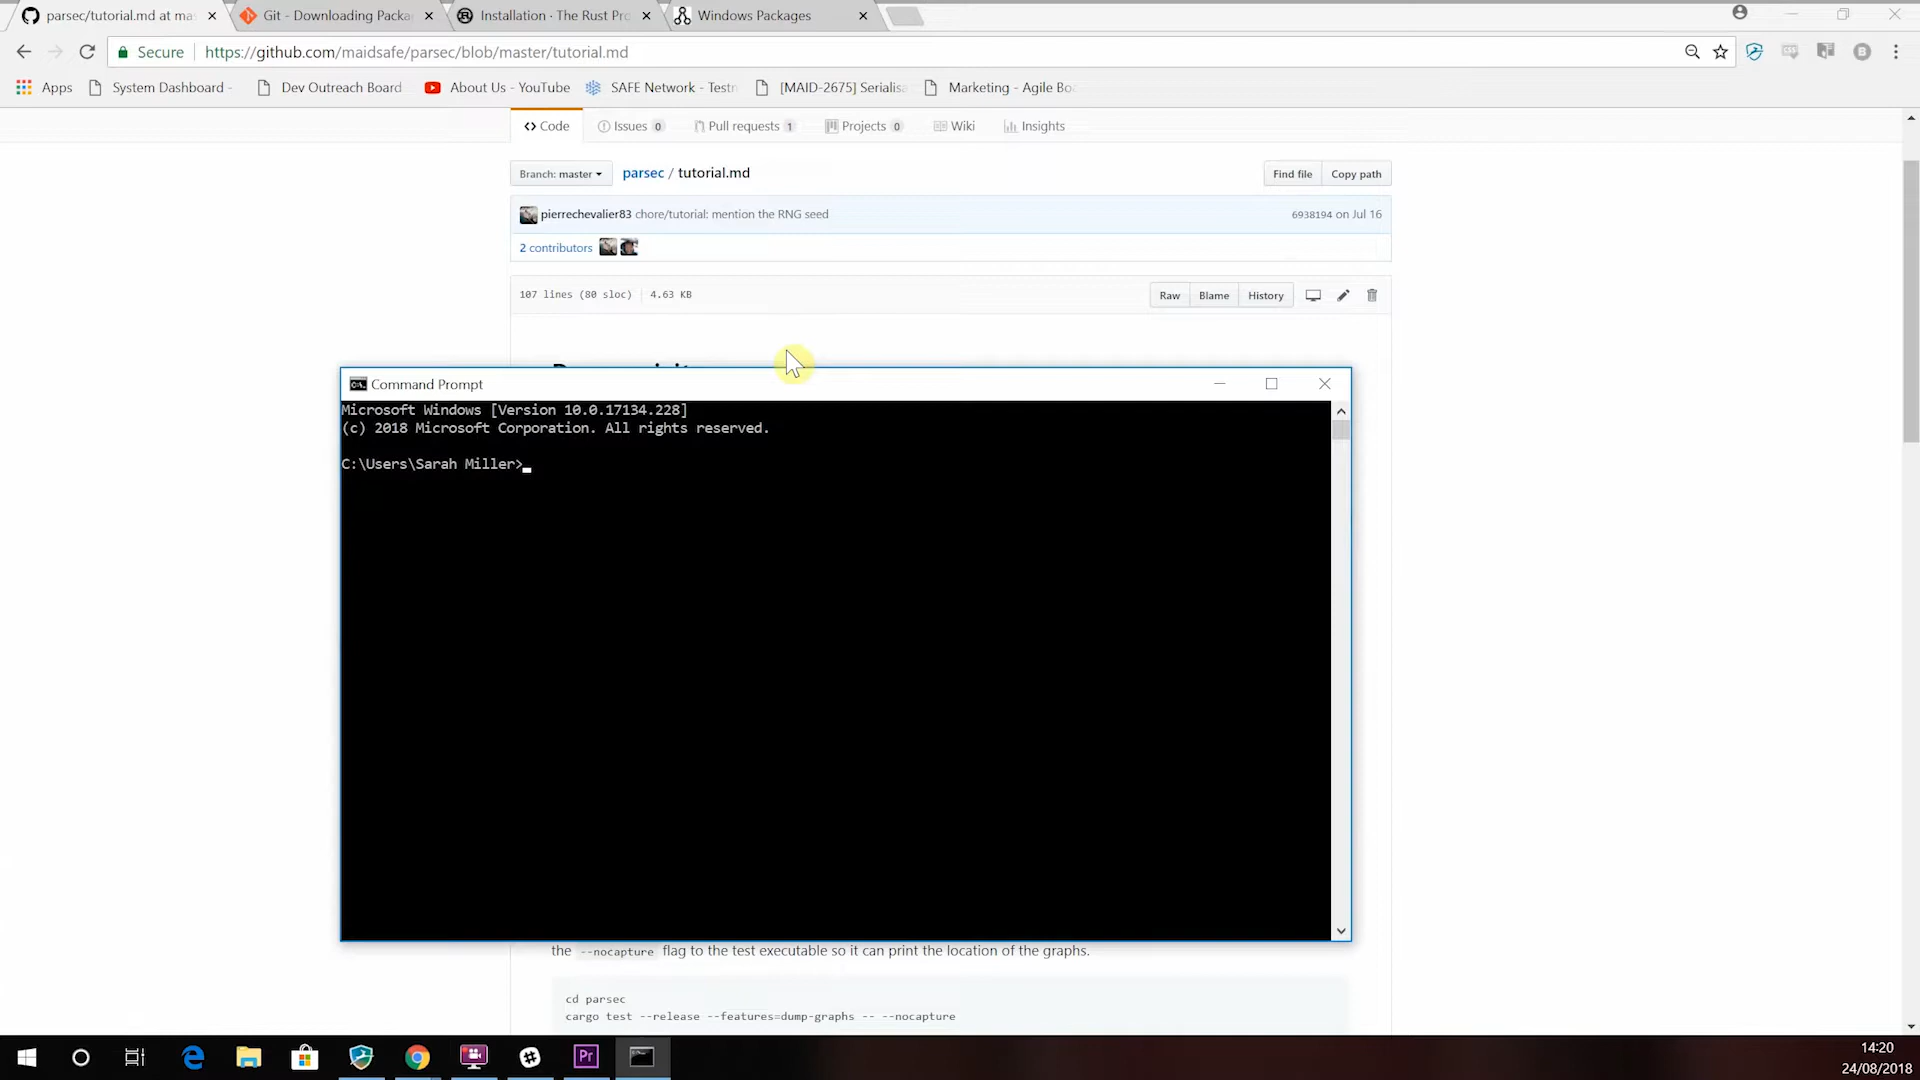 parsec/tutorial.md at mas
Git - Downloading Packa
Installation · The Rust Pro
Windows Packages
Secure
https://github.com/maidsafe/parsec/blob/master/tutorial.md
Apps
System Dashboard -
Dev Outreach Board
About Us - YouTube
SAFE Network - Testn
[MAID-2675] Serialisa
Marketing - Agile Boa
Code
Issues 0
Pull requests 1
Projects 0
Wiki
Insights
Branch: master
parsec / tutorial.md
Find file
Copy path
pierrechevalier83 chore/tutorial: mention the RNG seed
6938194 on Jul 16
2 contributors
107 lines (80 sloc)
4.63 KB
Raw
Blame
History
Command Prompt
Microsoft Windows [Version 10.0.17134.228]
(c) 2018 Microsoft Corporation. All rights reserved.
C:\Users\Sarah Miller>
the --nocapture flag to the test executable so it can print the location of the graphs.
cd parsec
cargo test --release --features=dump-graphs -- --nocapture
Pr
14:20
24/08/2018